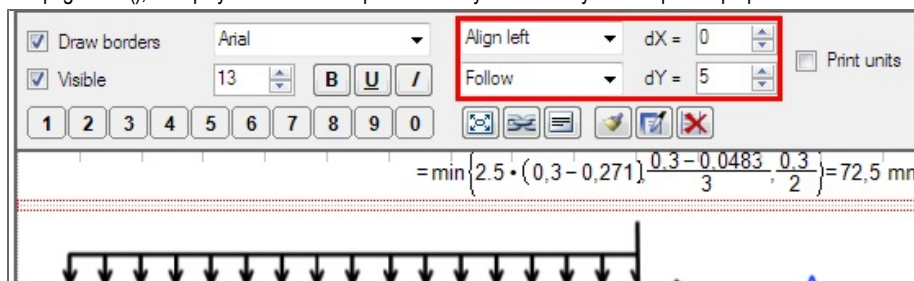 Draw borders Arial Align left dX = 0
Print units
Visible 13 B U I Follow dY = 5
1 2 3 4 5 6 7 8 9 0
=min{2.5•(0,3−0,271), 0,3−0,0483 / 3, 0,3 / 2}=72,5 mm